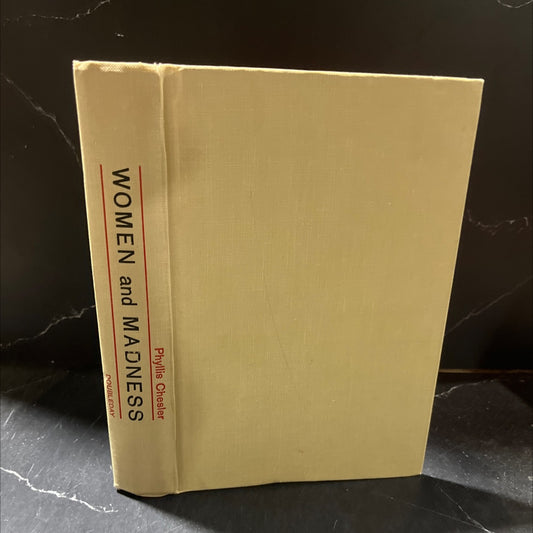 WOMEN and MADNESS
Phyllis Chesler
DOUBLEDAY